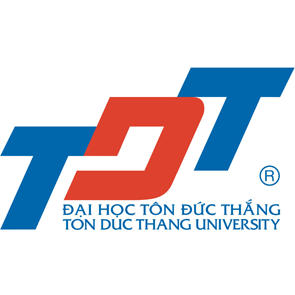 TDT
®
ĐẠI HỌC TÔN ĐỨC THẮNG
TON DUC THANG UNIVERSITY